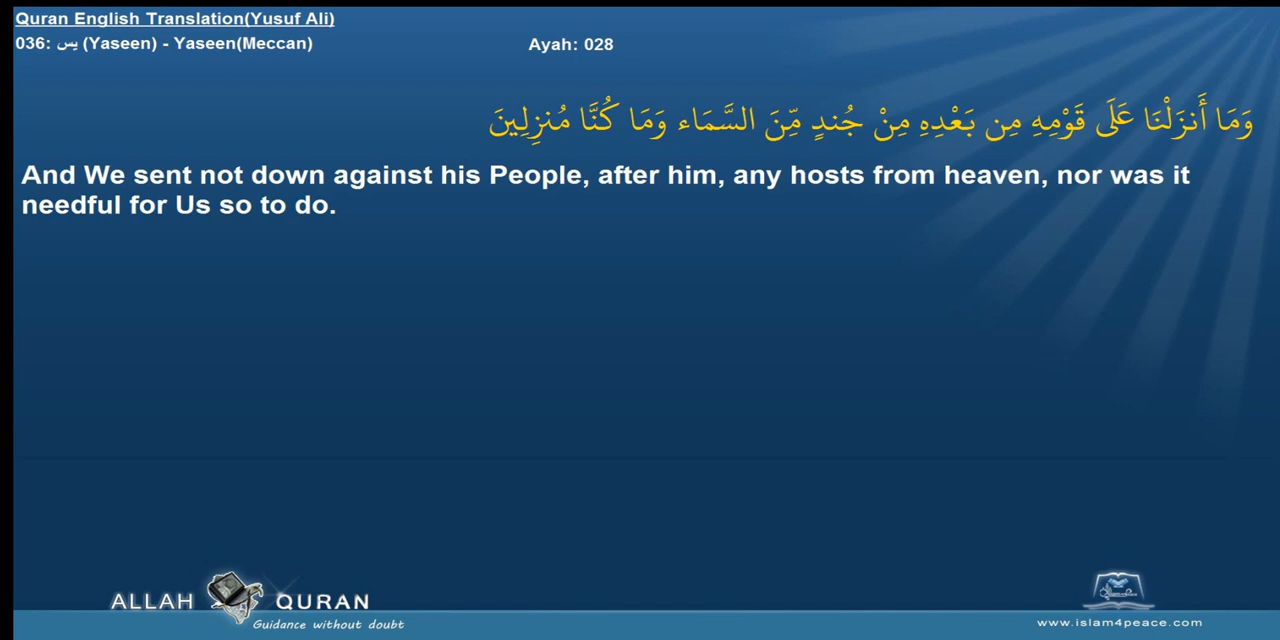 Quran English Translation(Yusuf Ali)
036: يس (Yaseen) - Yaseen(Meccan) Ayah: 028
وَمَا أَنزَلْنَا عَلَى قَوْمِهِ مِن بَعْدِهِ مِنْ جُندٍ مِّنَ السَّمَاء وَمَا كُنَّا مُنزِلِينَ
And We sent not down against his People, after him, any hosts from heaven, nor was it
needful for Us so to do.
ALLAH QURAN
Guidance without doubt
www.islam4peace.com